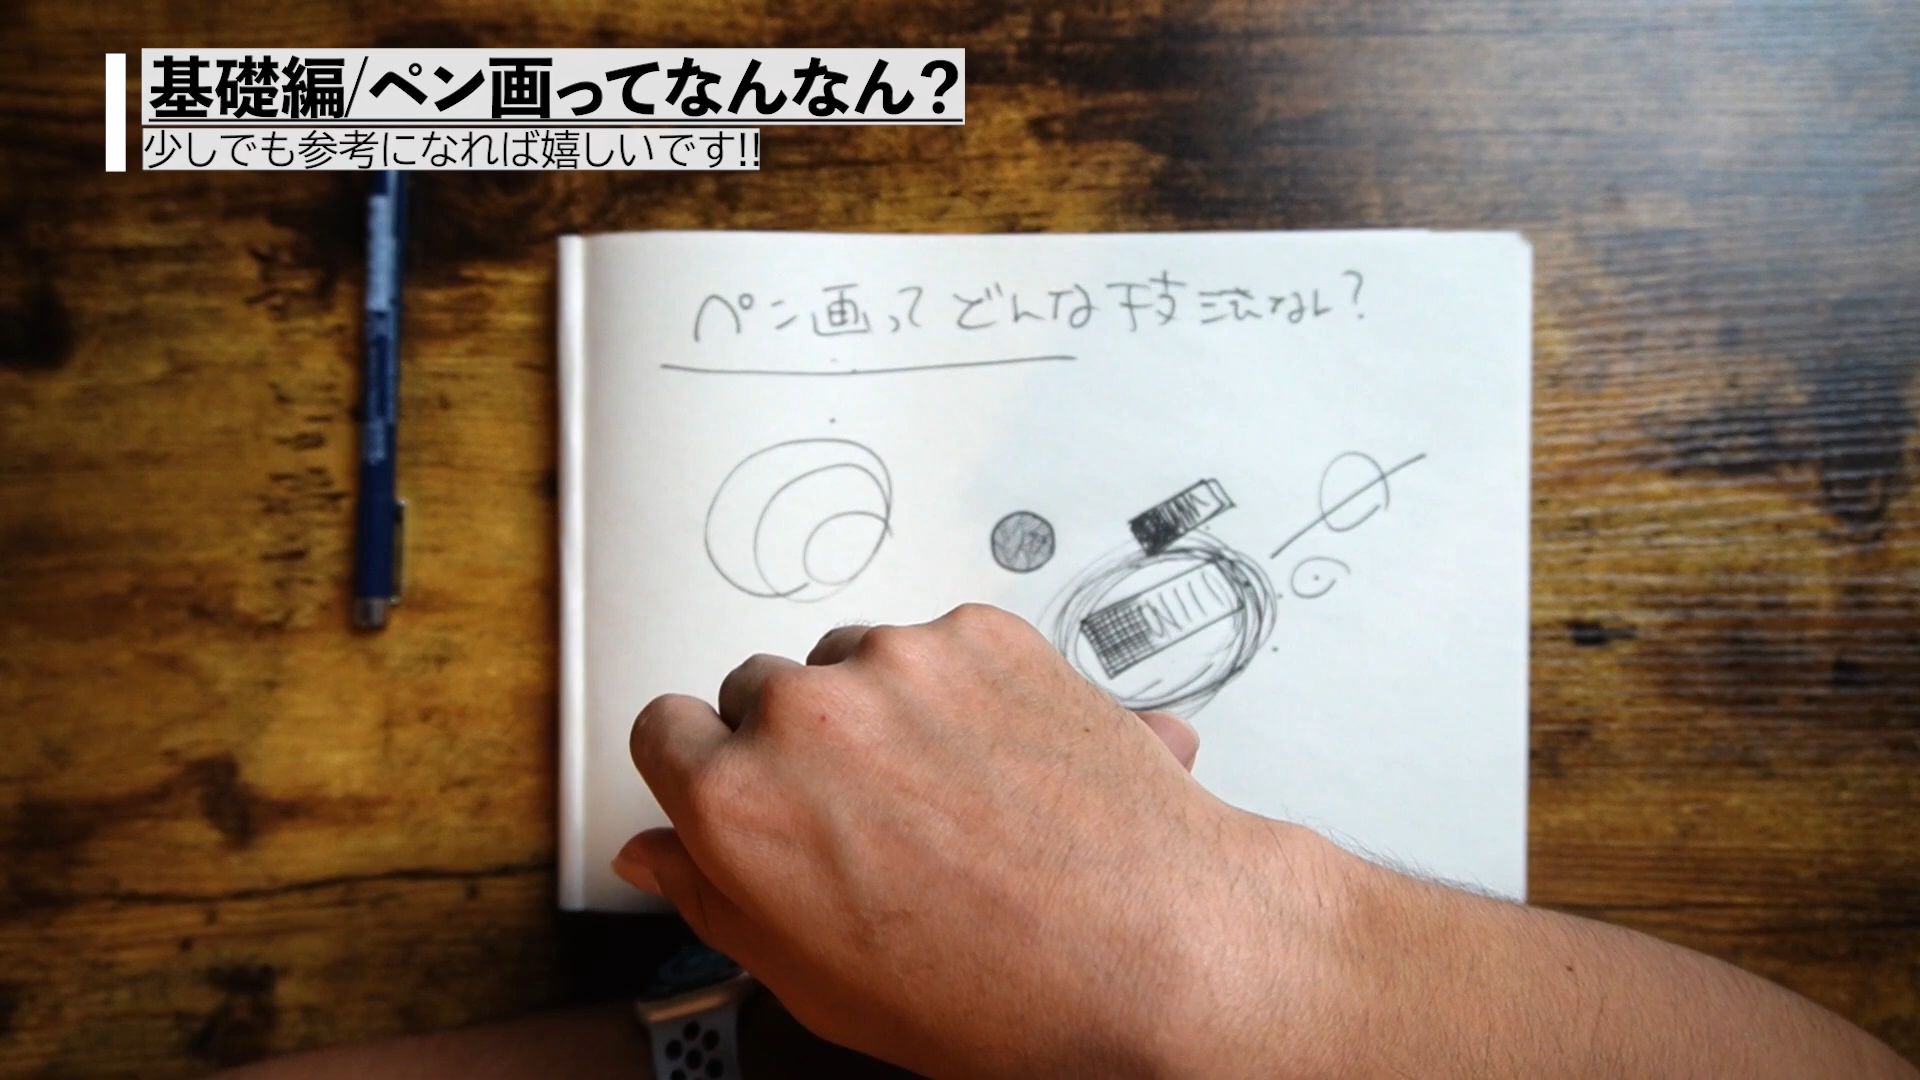 基礎編/ペン画ってなんなん？
少しでも参考になれば嬉しいです!!
ペン画ってどんな技法なん？